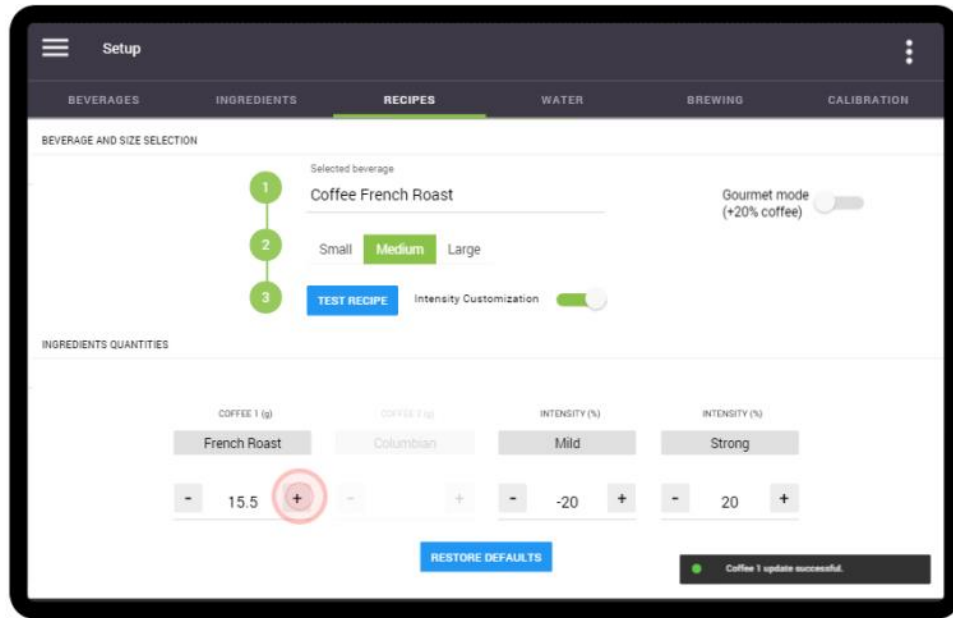 Setup
BEVERAGES INGREDIENTS RECIPES WATER BREWING CALIBRATION
BEVERAGE AND SIZE SELECTION
Selected beverage
1 Coffee French Roast
Gourmet mode
(+20% coffee)
2 Small Medium Large
3 TEST RECIPE Intensity Customization
INGREDIENTS QUANTITIES
COFFEE 1 (g) COFFEE 2 (g) INTENSITY (%) INTENSITY (%)
French Roast Columbian Mild Strong
- 15.5 + - + - -20 + - 20 +
RESTORE DEFAULTS
Coffee 1 update successful.